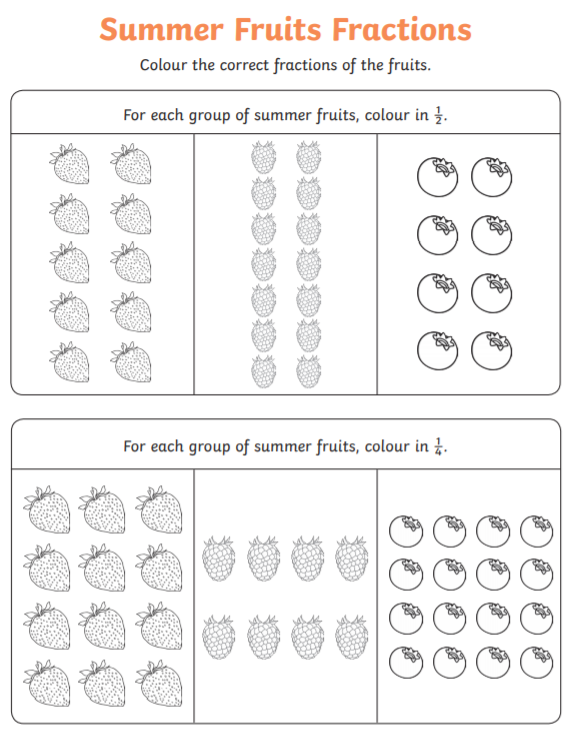 Summer Fruits Fractions
Colour the correct fractions of the fruits.
For each group of summer fruits, colour in 1/2.
For each group of summer fruits, colour in 1/4.